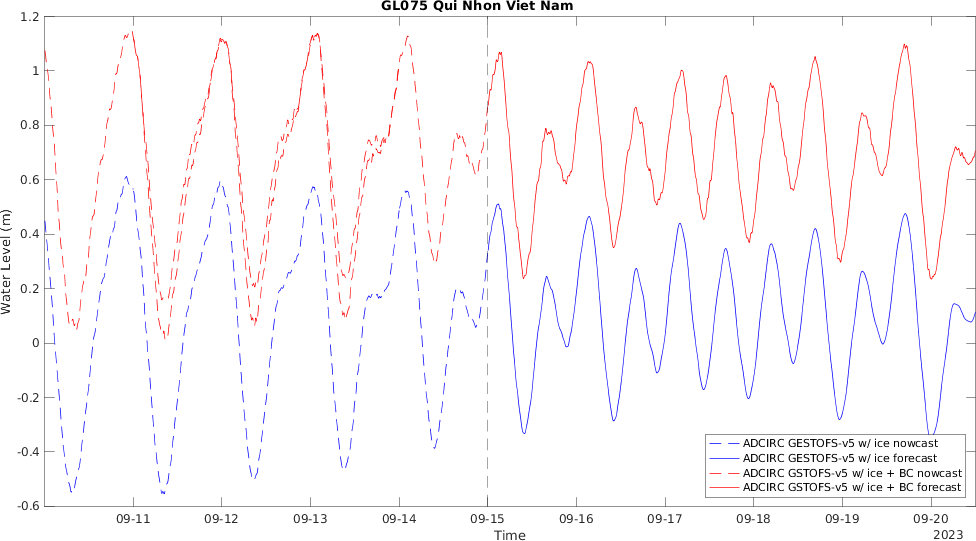 GL075 Qui Nhon Viet Nam
1.2
1
0.8
0.6
0.4
0.2
0
-0.2
-0.4
-0.6
Water Level (m)
ADCIRC GESTOFS-v5 w/ ice nowcast
ADCIRC GESTOFS-v5 w/ ice forecast
ADCIRC GSTOFS-v5 w/ ice + BC nowcast
ADCIRC GSTOFS-v5 w/ ice + BC forecast
09-11 09-12 09-13 09-14 09-15 09-16 09-17 09-18 09-19 09-20
Time
2023